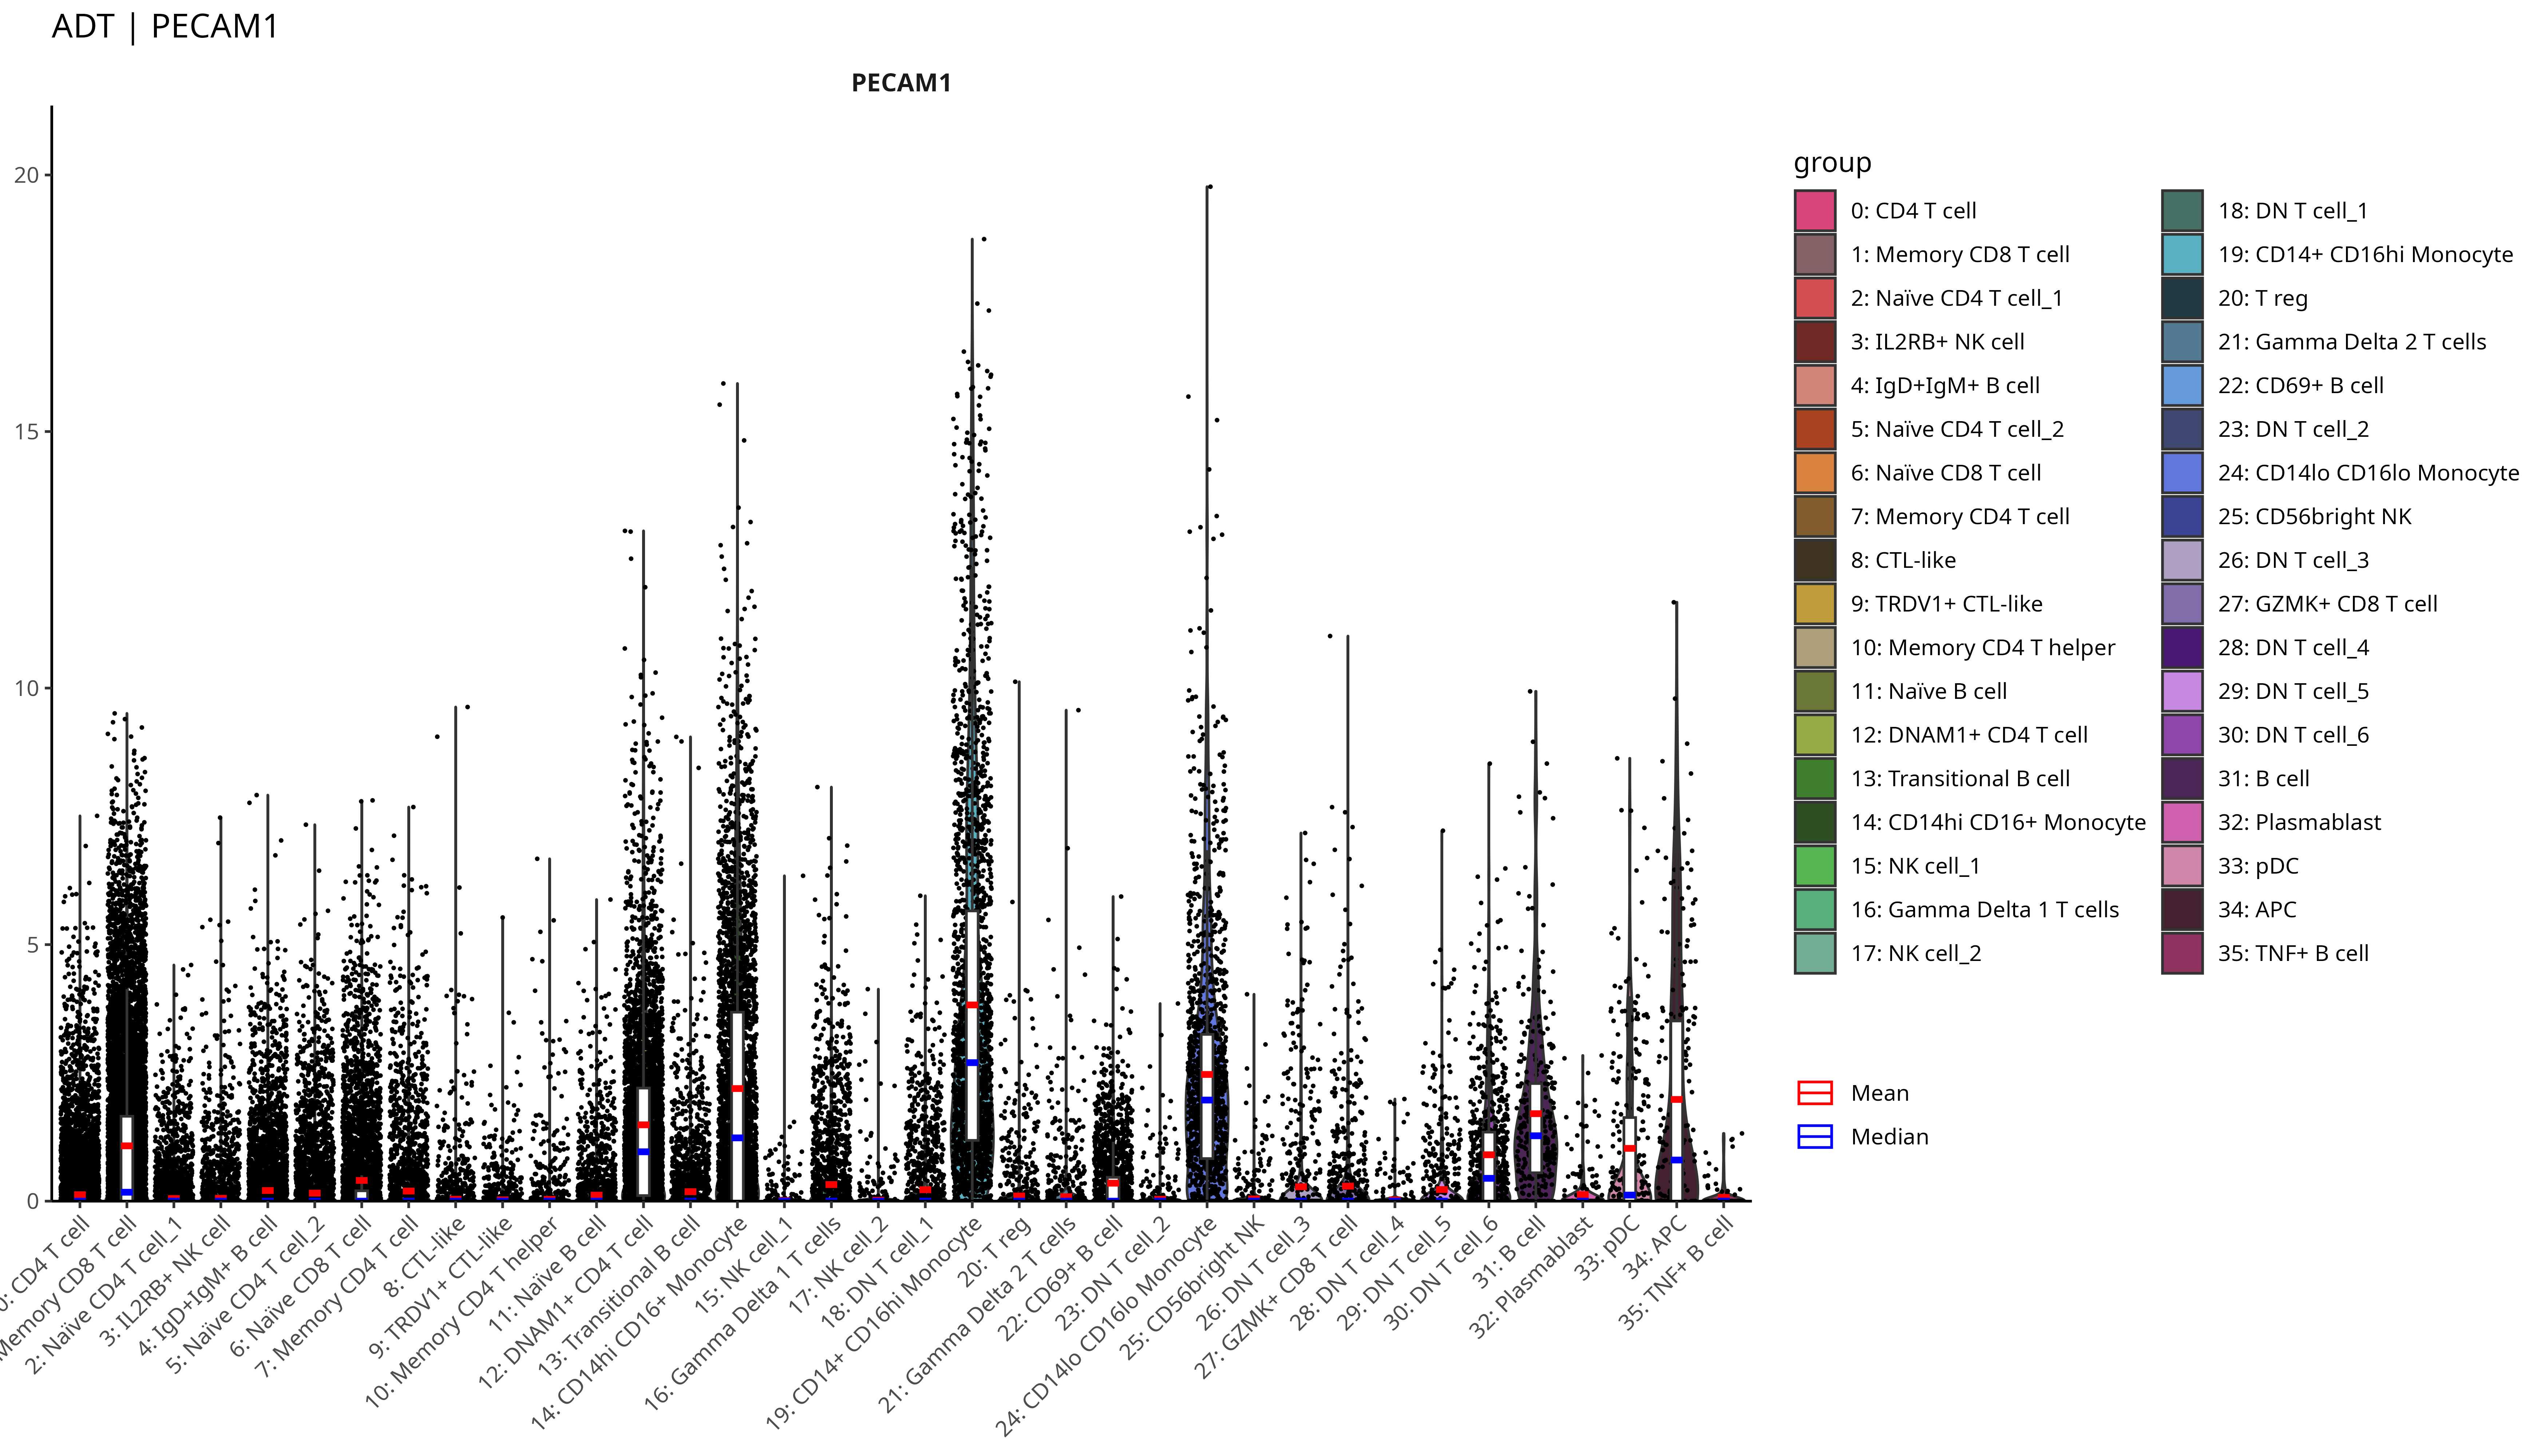 ADT | PECAM1
PECAM1
20
15
10
5
0
0: CD4 T cell
Memory CD8 T cell
2: Naïve CD4 T cell_1
3: IL2RB+ NK cell
4: IgD+IgM+ B cell
5: Naïve CD4 T cell_2
6: Naïve CD8 T cell
7: Memory CD4 T cell
8: CTL-like
9: TRDV1+ CTL-like
10: Memory CD4 T helper
11: Naïve B cell
12: DNAM1+ CD4 T cell
13: Transitional B cell
14: CD14hi CD16+ Monocyte
15: NK cell_1
16: Gamma Delta 1 T cells
17: NK cell_2
18: DN T cell_1
19: CD14+ CD16hi Monocyte
20: T reg
21: Gamma Delta 2 T cells
22: CD69+ B cell
23: DN T cell_2
24: CD14lo CD16lo Monocyte
25: CD56bright NK
26: DN T cell_3
27: GZMK+ CD8 T cell
28: DN T cell_4
29: DN T cell_5
30: DN T cell_6
31: B cell
32: Plasmablast
33: pDC
34: APC
35: TNF+ B cell
group
0: CD4 T cell
1: Memory CD8 T cell
2: Naïve CD4 T cell_1
3: IL2RB+ NK cell
4: IgD+IgM+ B cell
5: Naïve CD4 T cell_2
6: Naïve CD8 T cell
7: Memory CD4 T cell
8: CTL-like
9: TRDV1+ CTL-like
10: Memory CD4 T helper
11: Naïve B cell
12: DNAM1+ CD4 T cell
13: Transitional B cell
14: CD14hi CD16+ Monocyte
15: NK cell_1
16: Gamma Delta 1 T cells
17: NK cell_2
18: DN T cell_1
19: CD14+ CD16hi Monocyte
20: T reg
21: Gamma Delta 2 T cells
22: CD69+ B cell
23: DN T cell_2
24: CD14lo CD16lo Monocyte
25: CD56bright NK
26: DN T cell_3
27: GZMK+ CD8 T cell
28: DN T cell_4
29: DN T cell_5
30: DN T cell_6
31: B cell
32: Plasmablast
33: pDC
34: APC
35: TNF+ B cell
Mean
Median